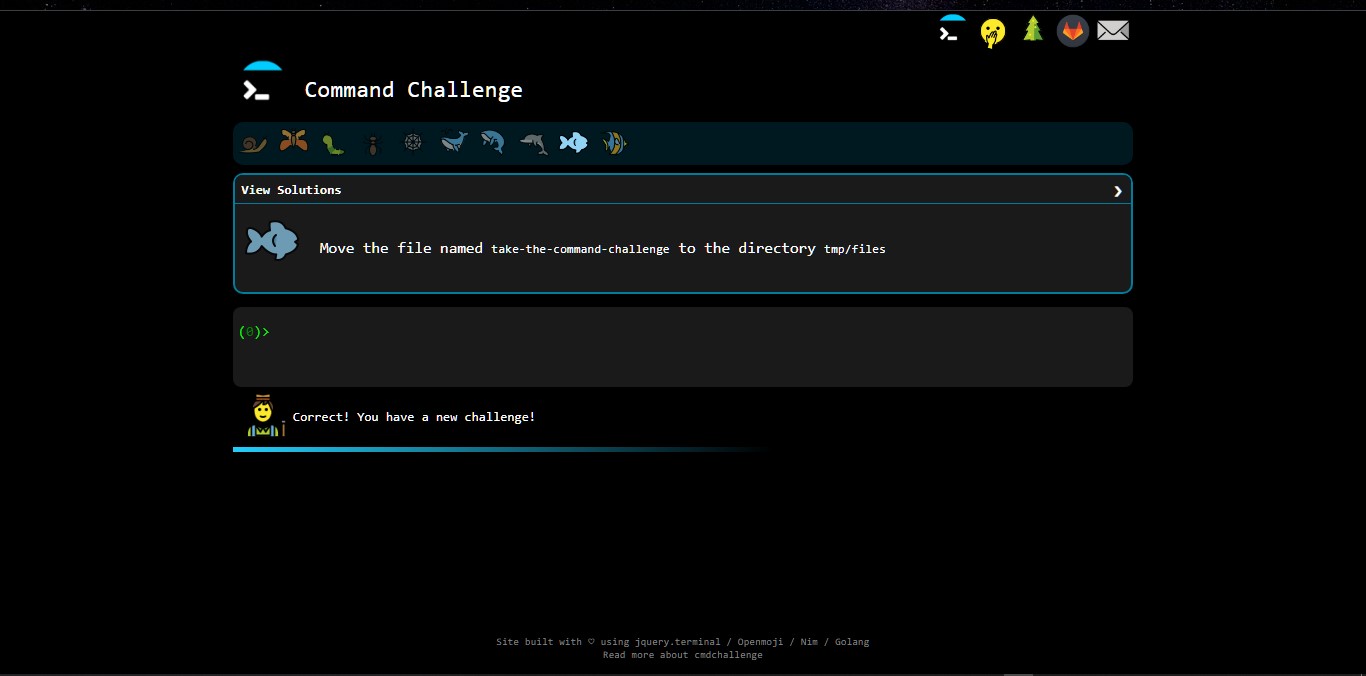 Command Challenge
View Solutions
Move the file named take-the-command-challenge to the directory tmp/files
(0)>
Correct! You have a new challenge!
Site built with ♡ using jquery.terminal / Openmoji / Nim / Golang
Read more about cmdchallenge